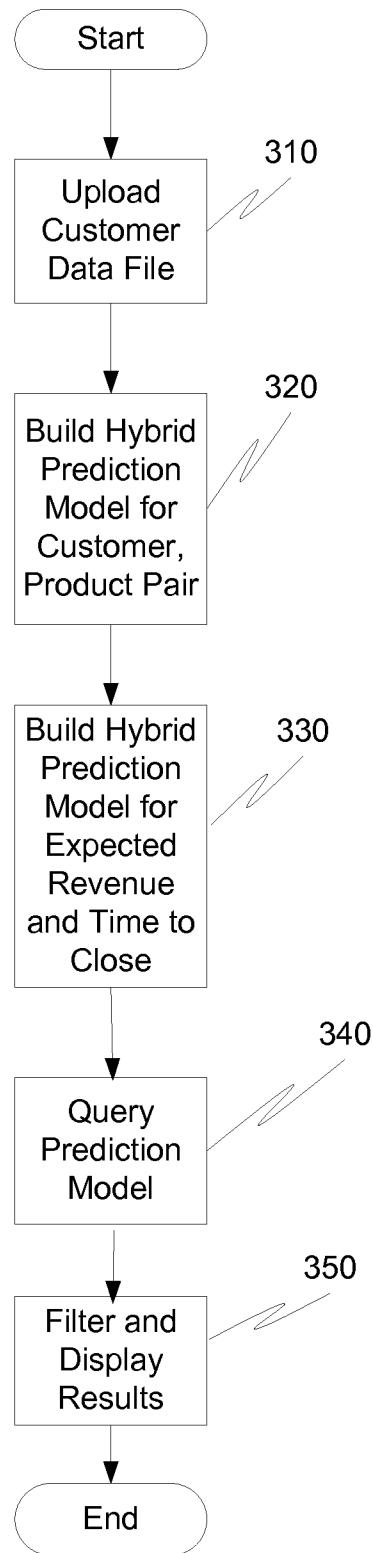 Start
310
Upload
Customer
Data File
320
Build Hybrid
Prediction
Model for
Customer,
Product Pair
330
Build Hybrid
Prediction
Model for
Expected
Revenue
and Time to
Close
340
Query
Prediction
Model
350
Filter and
Display
Results
End